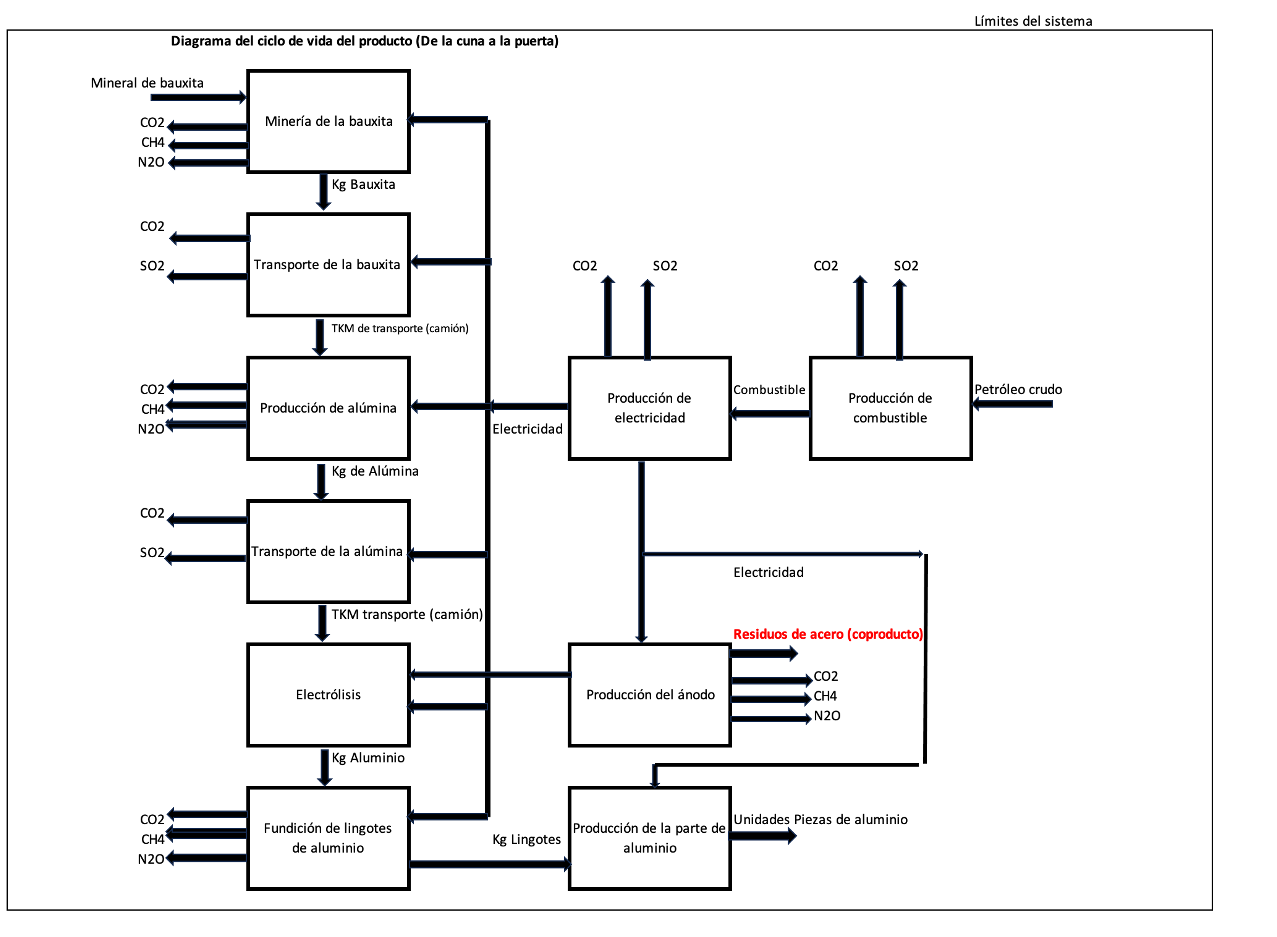 Límites del sistema
Diagrama del ciclo de vida del producto (De la cuna a la puerta)
Mineral de bauxita
CO2
CH4
N2O
Minería de la bauxita
Kg Bauxita
CO2
SO2
Transporte de la bauxita
TKM de transporte (camión)
CO2
SO2
CO2
SO2
CO2
CH4
N2O
Producción de alúmina
Electricidad
Producción de
electricidad
Combustible
Producción de
combustible
Petróleo crudo
Kg de Alúmina
CO2
SO2
Transporte de la alúmina
Electricidad
TKM transporte (camión)
Electrólisis
Producción del ánodo
Residuos de acero (coproducto)
CO2
CH4
N2O
Kg Aluminio
CO2
CH4
N2O
Fundición de lingotes
de aluminio
Kg Lingotes
Producción de la parte de
aluminio
Unidades Piezas de aluminio